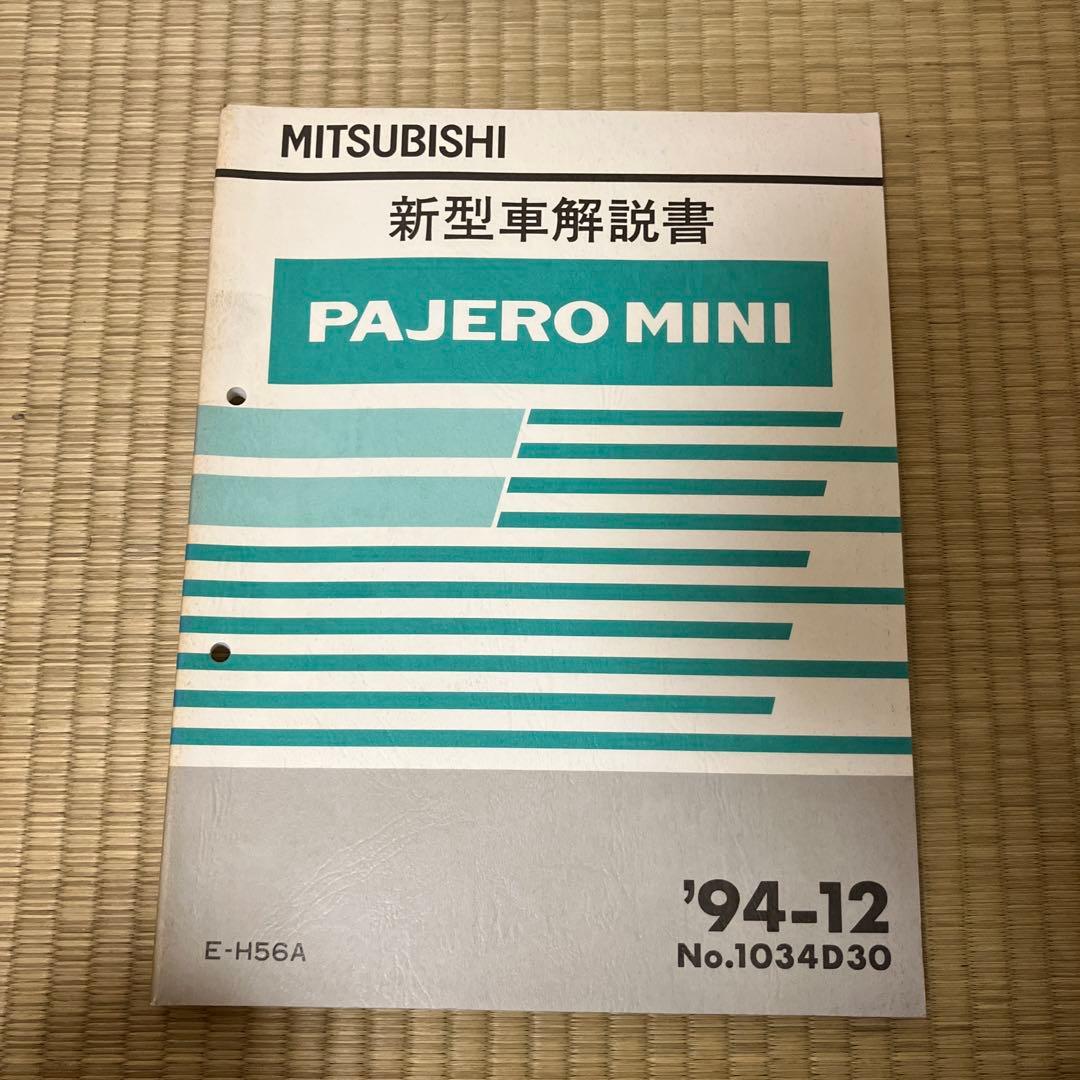 MITSUBISHI
新型車解説書
PAJERO MINI
'94-12
No.1034D30
E-H56A